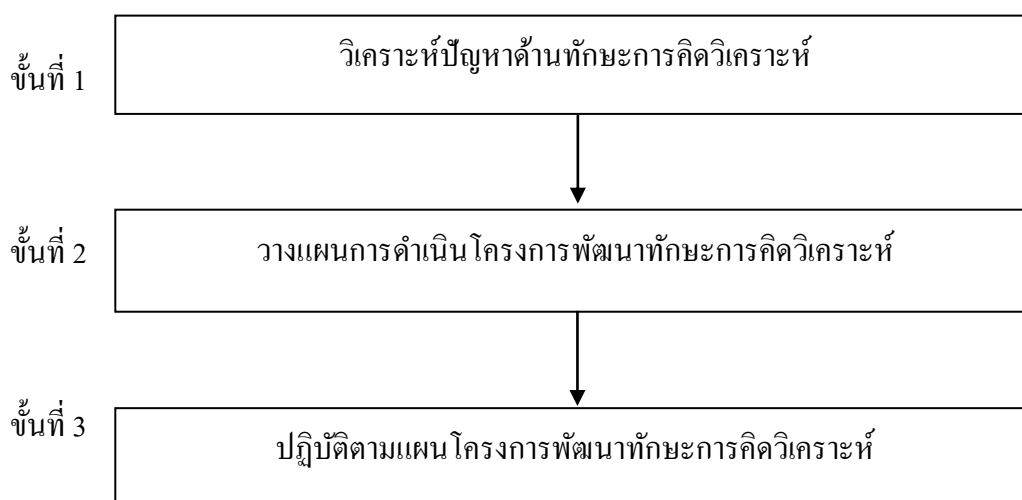 ขั้นที่ 1
วิเคราะห์ปัญหาด้านทักษะการคิดวิเคราะห์
ขั้นที่ 2
วางแผนการดำเนินโครงการพัฒนาทักษะการคิดวิเคราะห์
ขั้นที่ 3
ปฏิบัติตามแผนโครงการพัฒนาทักษะการคิดวิเคราะห์